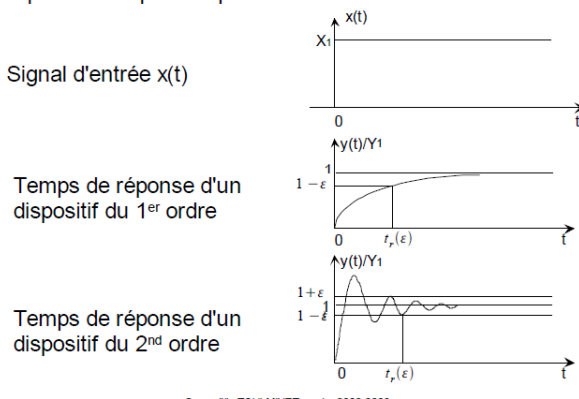 x(t)
X1
Signal d'entrée x(t)
0
t
y(t)/Y1
1
1 − ε
Temps de réponse d'un
dispositif du 1er ordre
0
tr(ε)
t
y(t)/Y1
1+ε
1
1 − ε
Temps de réponse d'un
dispositif du 2nd ordre
0
tr(ε)
t